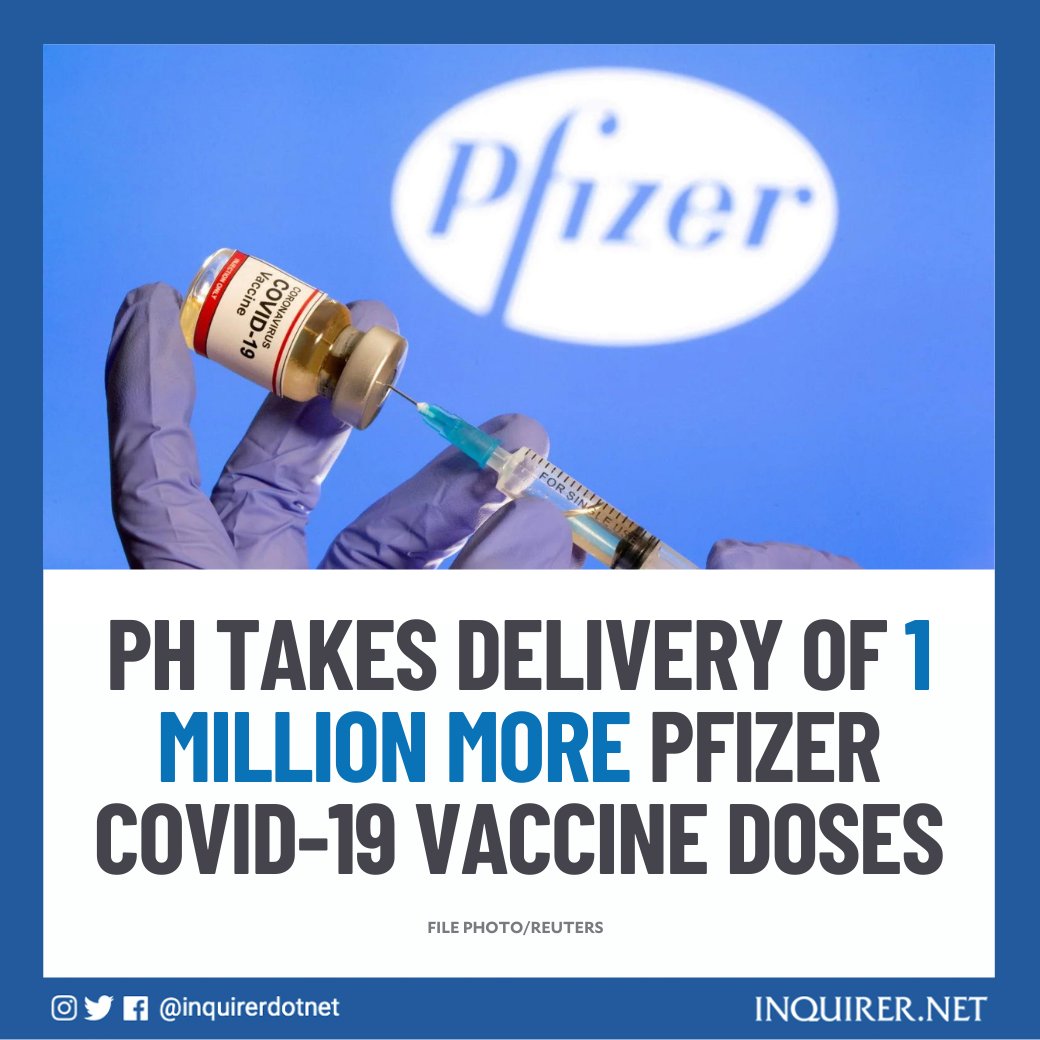 Pfizer
INJECTION ONLY
CORONAVIRUS
COVID-19
Vaccine
FOR SINGLE USE
PH TAKES DELIVERY OF 1
MILLION MORE PFIZER
COVID-19 VACCINE DOSES
FILE PHOTO/REUTERS
@inquirerdotnet
INQUIRER.NET